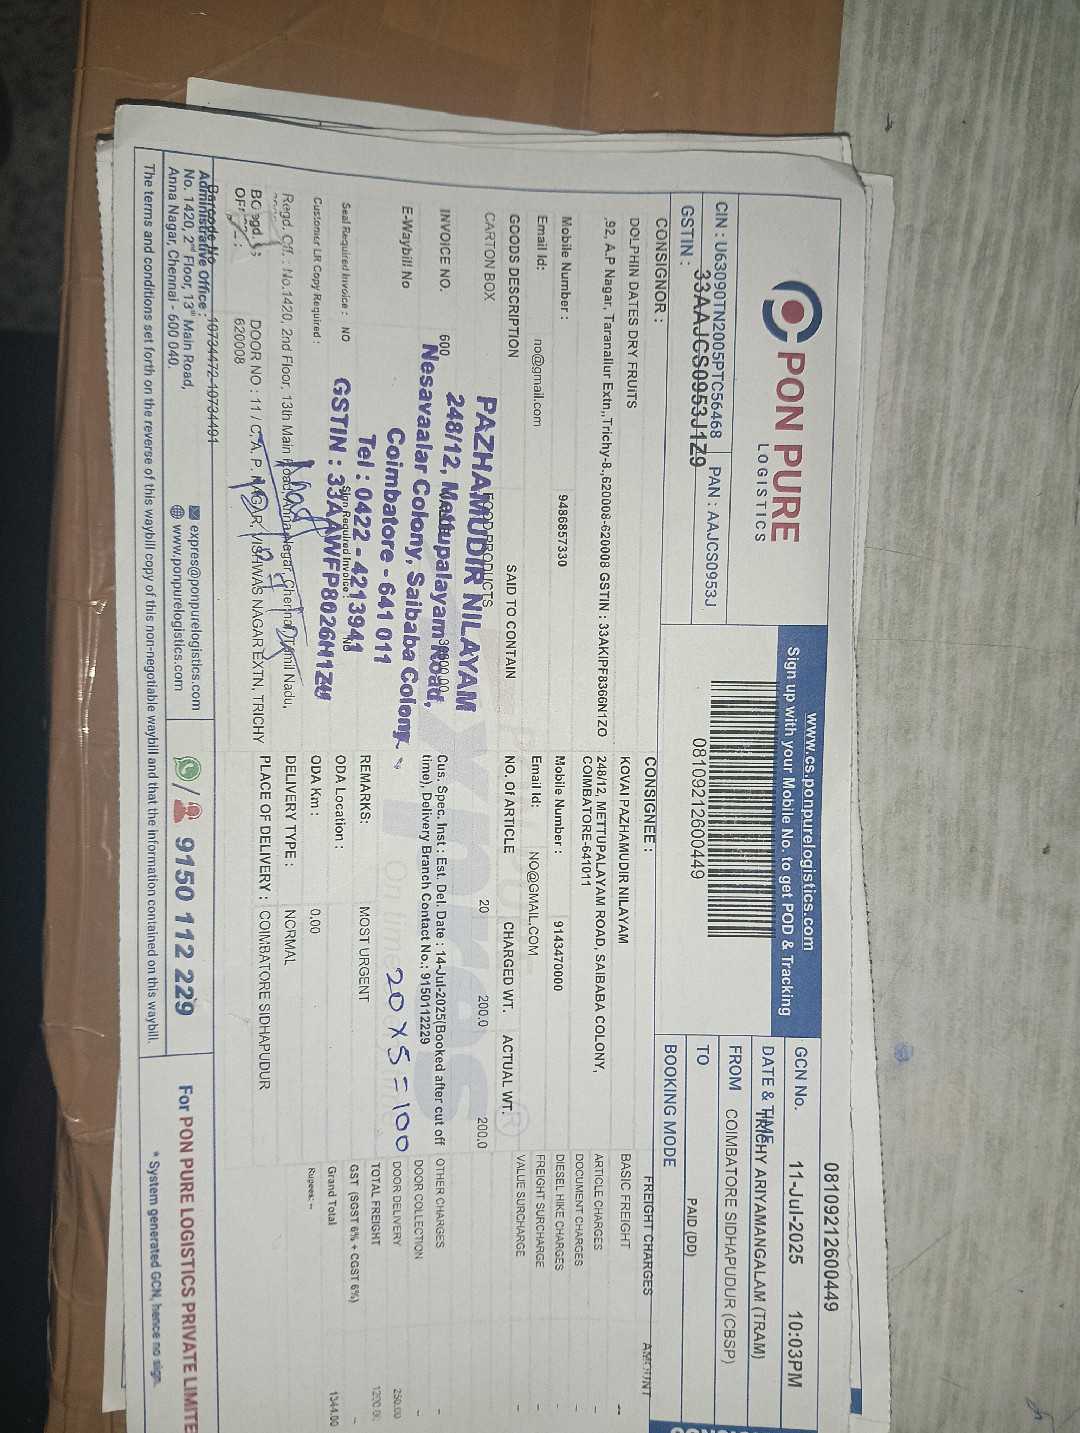 PON PURE
LOGISTICS
CIN : U63090TN2005PTC56468
PAN : AAJCS0953J
GSTIN :
33AAJCS0953J1Z9
www.cs.ponpurelogistics.com
Sign up with your Mobile No. to get POD & Tracking
081092126000449
081092126000449
GCN No.
DATE & TIME
11-Jul-2025
10:03PM
TRICHY ARIYAMANGALAM (TRAM)
FROM
COIMBATORE SIDHAPUDUR (CBSP)
TO
BOOKING MODE
PAID (DD)
CONSIGNOR :
DOLPHIN DATES DRY FRUITS
.92, A.P Nagar, Taranallur Extn,.Trichy-8.,620008-620008 GSTIN : 33AKIPF8366N1ZO
Mobile Number :
9486857330
Email Id:
no@gmail.com
CONSIGNEE :
KOVAI PAZHAMUDIR NILAYAM
248/12, METTUPALAYAM ROAD, SAIBABA COLONY,
COIMBATORE-641011
Mobile Number :
9143470000
Email Id:
NO@GMAIL.COM
FREIGHT CHARGES
AMOUNT
BASIC FREIGHT
--
ARTICLE CHARGES
-
DOCUMENT CHARGES
-
DIESEL HIKE CHARGES
-
FREIGHT SURCHARGE
-
VALUE SURCHARGE
-
GOODS DESCRIPTION
SAID TO CONTAIN
NO. Of ARTICLE
CHARGED WT.
ACTUAL WT.
CARTON BOX
FOOD PRODUCTS
20
200.0
200.0
INVOICE NO.
600
Cus. Spec. Inst : Est. Del. Date : 14-Jul-2025(Booked after cut off
time), Delivery Branch Contact No.: 9150112229
E-Waybill No
PAZHAMUDIR NILAYAM
248/12, Mettupalayam Road,
Nesavaalar Colony, Saibaba Colony
Coimbatore - 641 011
Tel : 0422 - 4213941
GSTIN : 33AAWFP8026H1ZU
On time
20 X 5 = 100
OTHER CHARGES
-
DOOR COLLECTION
-
DOOR DELIVERY
250.00
TOTAL FREIGHT
1200.00
GST (SGST 6% + CGST 6%)
--
Grand Total
1344.00
Rupees: --
Seal Required Invoice :
NO
Sign Required Invoice :
Customer LR Copy Required :
REMARKS:
MOST URGENT
ODA Location :
ODA Km :
0.00
DELIVERY TYPE :
NORMAL
PLACE OF DELIVERY :
COIMBATORE SIDHAPUDUR
Regd. Off. : No.1420, 2nd Floor, 13th Main Road, Anna Nagar, Chennai, Tamil Nadu,
DOOR NO : 11 / C, A. P. NAGAR, VISHWAS NAGAR EXTN, TRICHY
620008
Barcode No
10734472-10734491
Administrative Office :
No. 1420, 2nd Floor, 13th Main Road,
Anna Nagar, Chennai - 600 040.
expres@ponpurelogistics.com
www.ponpurelogistics.com
9150 112 229
For PON PURE LOGISTICS PRIVATE LIMITE
* System generated GCN, hence no sign.
The terms and conditions set forth on the reverse of this waybill copy of this non-negotiable waybill and that the information contained on this waybill.